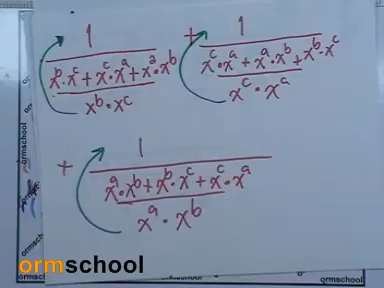 1 + 1
x^b·x^c + x^c·x^a + x^a·x^b x^c·x^a + x^a·x^b + x^b·x^c
x^b·x^c x^c·x^a
+ 1
x^a·x^b + x^b·x^c + x^c·x^a
x^a·x^b
ormschool